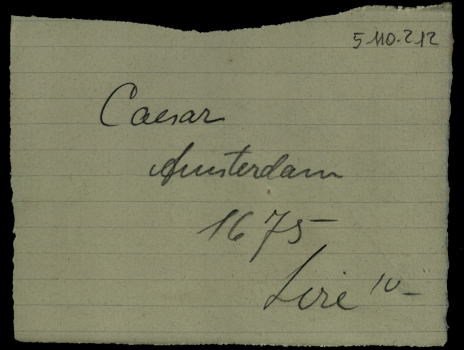 5 110.212
Caesar
Amsterdam
1675
Lire 10-